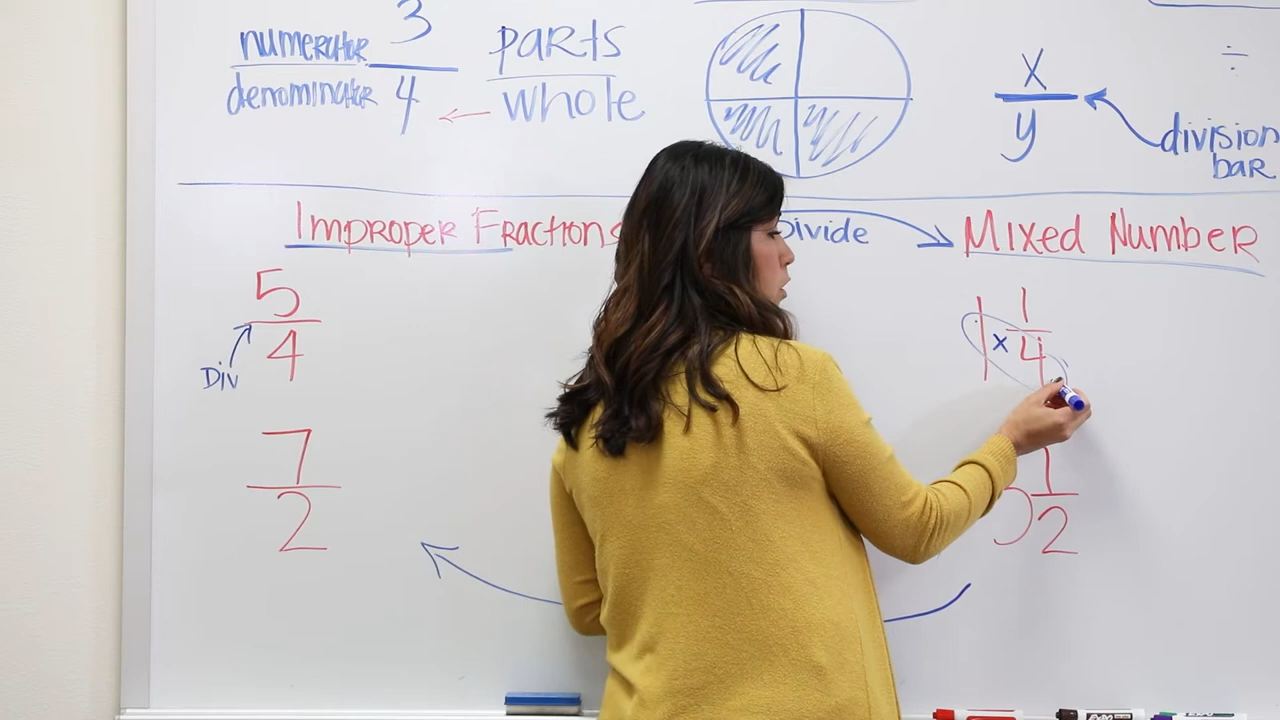 numerator 3 parts x ÷
denominator 4 whole y division
bar
Improper Fractions Divide Mixed Number
5 1 x 1
4 4
Div
7 1
2 2